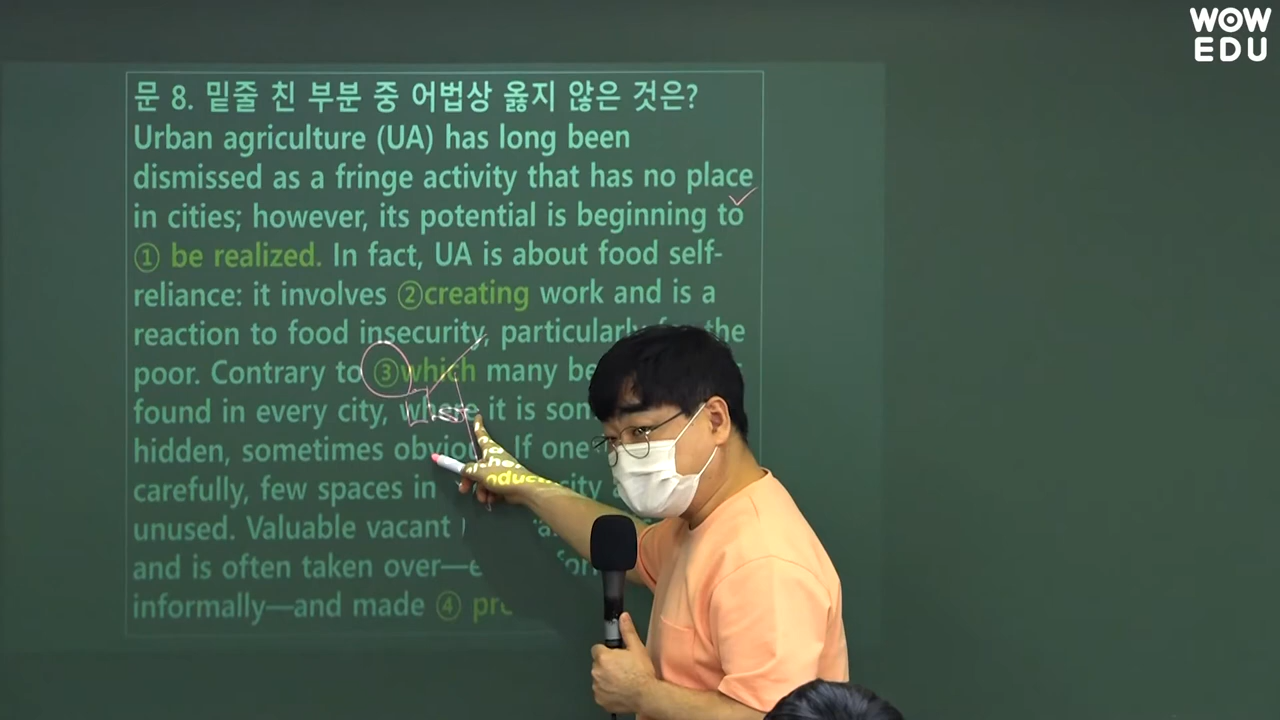 WOW
EDU
문 8. 밑줄 친 부분 중 어법상 옳지 않은 것은?
Urban agriculture (UA) has long been
dismissed as a fringe activity that has no place
in cities; however, its potential is beginning to
① be realized. In fact, UA is about food self-
reliance: it involves ②creating work and is a
reaction to food insecurity, particularly for the
poor. Contrary to ③which many
found in every city, where it is
hidden, sometimes If one
carefully, few spaces in city
unused. Valuable vacant
and is often taken over—
informally—and made ④